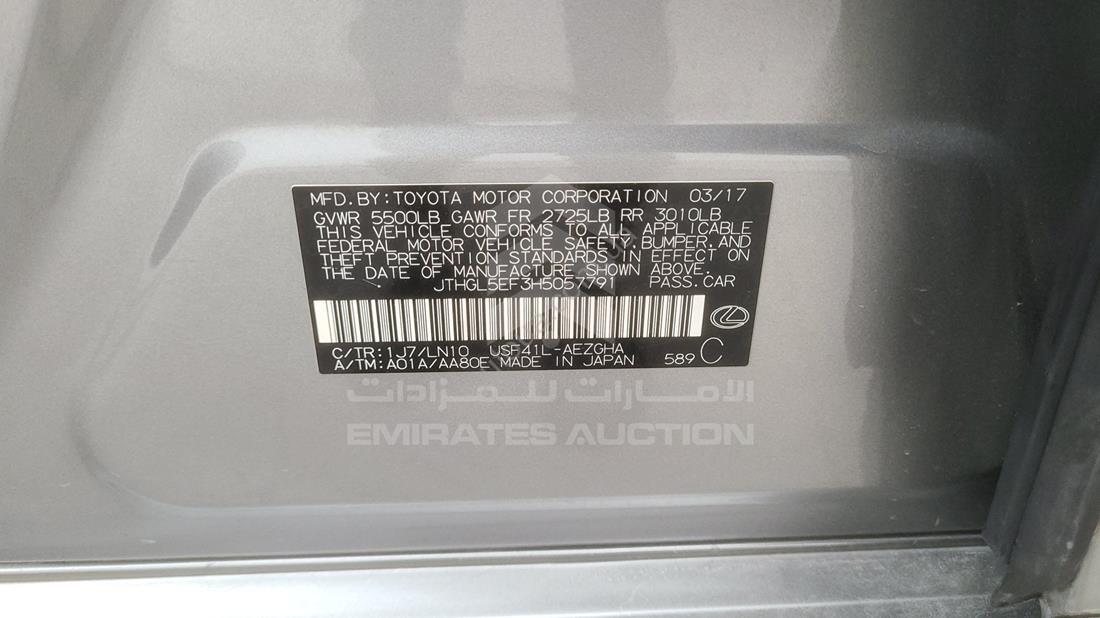 MFD.BY:TOYOTA MOTOR CORPORATION 03/17
GVWR 5500LB GAWR FR 2725LB RR 3010LB
THIS VEHICLE CONFORMS TO ALL APPLICABLE
FEDERAL MOTOR VEHICLE SAFETY,BUMPER,AND
THEFT PREVENTION STANDARDS IN EFFECT ON
THE DATE OF MANUFACTURE SHOWN ABOVE.
JTHGL5EF3H5057791 PASS.CAR
C/TR:1J7/LN10 USF41L-AEZGHA
A/TM:A01A/AA80E MADE IN JAPAN 589 C
الامارات للمزادات
EMIRATES AUCTION